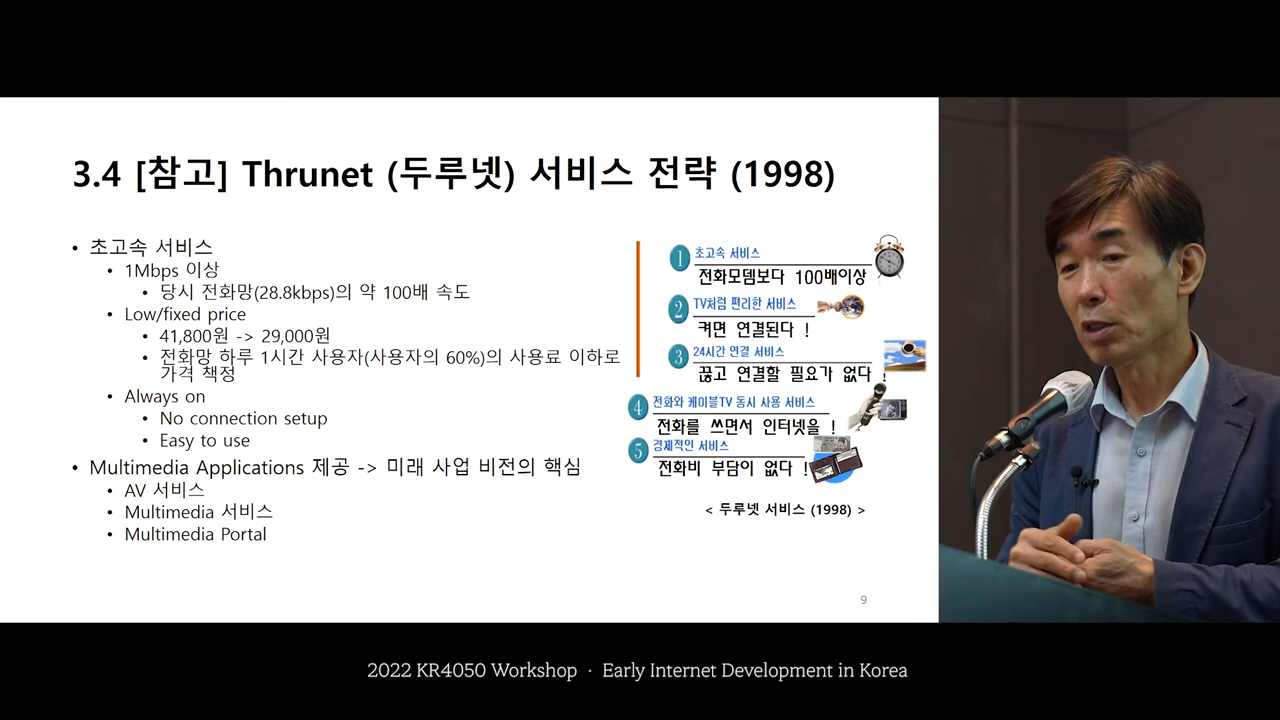 3.4 [참고] Thrunet (두루넷) 서비스 전략 (1998)
• 초고속 서비스
• 1Mbps 이상
• 당시 전화망(28.8kbps)의 약 100배 속도
• Low/fixed price
• 41,800원 -> 29,000원
• 전화망 하루 1시간 사용자(사용자의 60%)의 사용료 이하로
가격 책정
• Always on
• No connection setup
• Easy to use
• Multimedia Applications 제공 -> 미래 사업 비전의 핵심
• AV 서비스
• Multimedia 서비스
• Multimedia Portal
1 초고속 서비스
전화모뎀보다 100배이상
2 TV처럼 편리한 서비스
켜면 연결된다 !
3 24시간 연결 서비스
끊고 연결할 필요가 없다 !
4 전화와 케이블TV 동시 사용 서비스
전화를 쓰면서 인터넷을 !
5 경제적인 서비스
전화비 부담이 없다 !
< 두루넷 서비스 (1998) >
9
2022 KR4050 Workshop · Early Internet Development in Korea